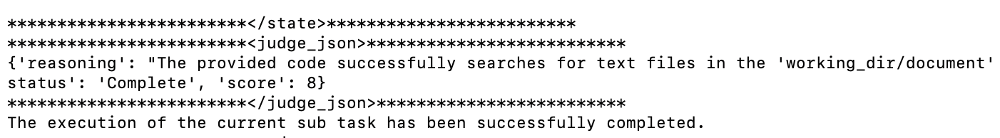 ************************</state>*************************
************************<judge_json>**************************
{'reasoning': "The provided code successfully searches for text files in the 'working_dir/document'
status': 'Complete', 'score': 8}
************************</judge_json>*************************
The execution of the current sub task has been successfully completed.